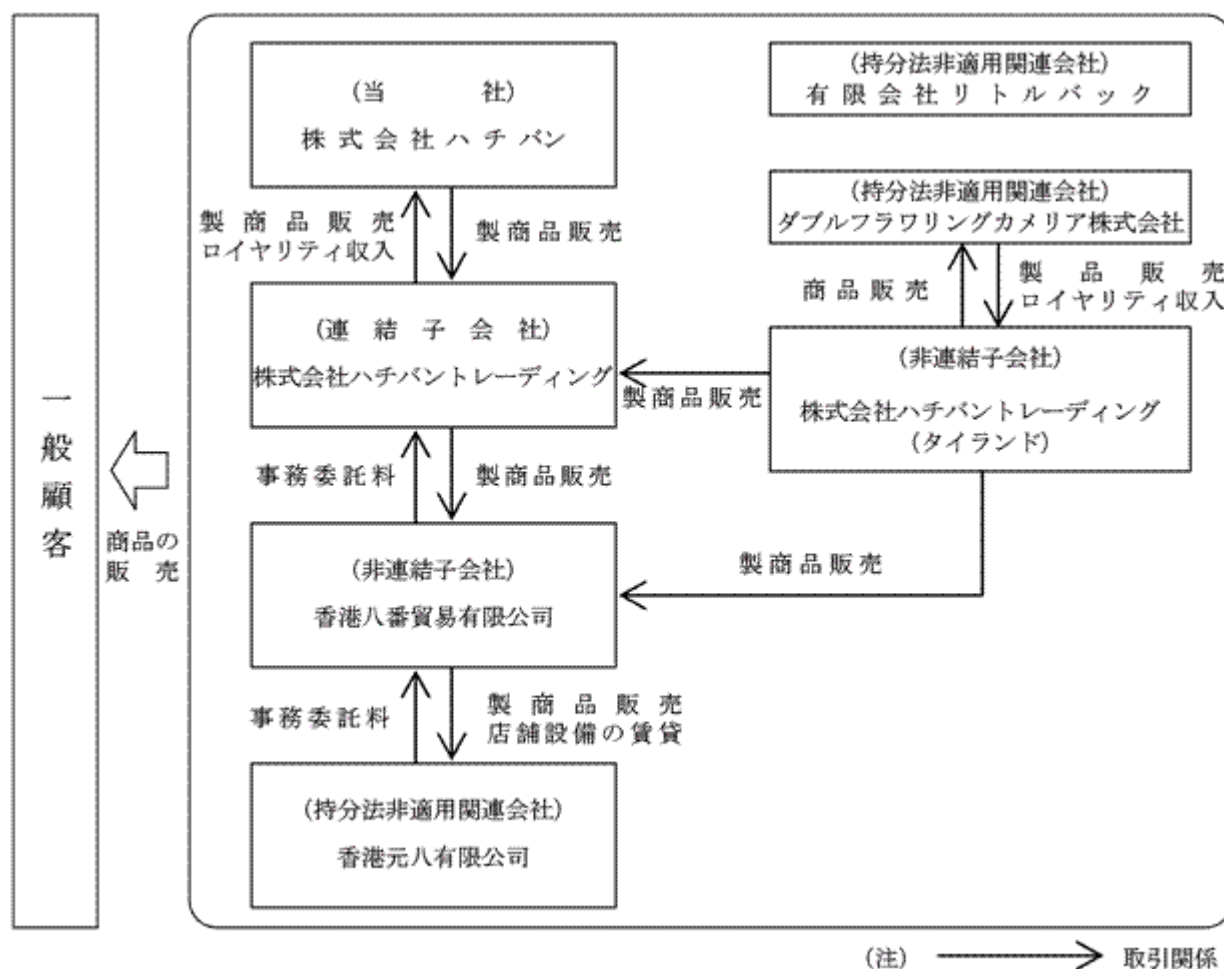 (当社)
株式会社ハチバン
(持分法非適用関連会社)
有限会社リトルバック
製商品販売
ロイヤリティ収入
製商品販売
(持分法非適用関連会社)
ダブルフラワリングカメリア株式会社
商品販売
製品販売
ロイヤリティ収入
(連結子会社)
株式会社ハチバントレーディング
製商品販売
(非連結子会社)
株式会社ハチバントレーディング
(タイランド)
一般顧客
商品の
販売
事務委託料
製商品販売
(非連結子会社)
香港八番貿易有限公司
製商品販売
事務委託料
製商品販売
店舗設備の賃貸
(持分法非適用関連会社)
香港元八有限公司
(注) 取引関係